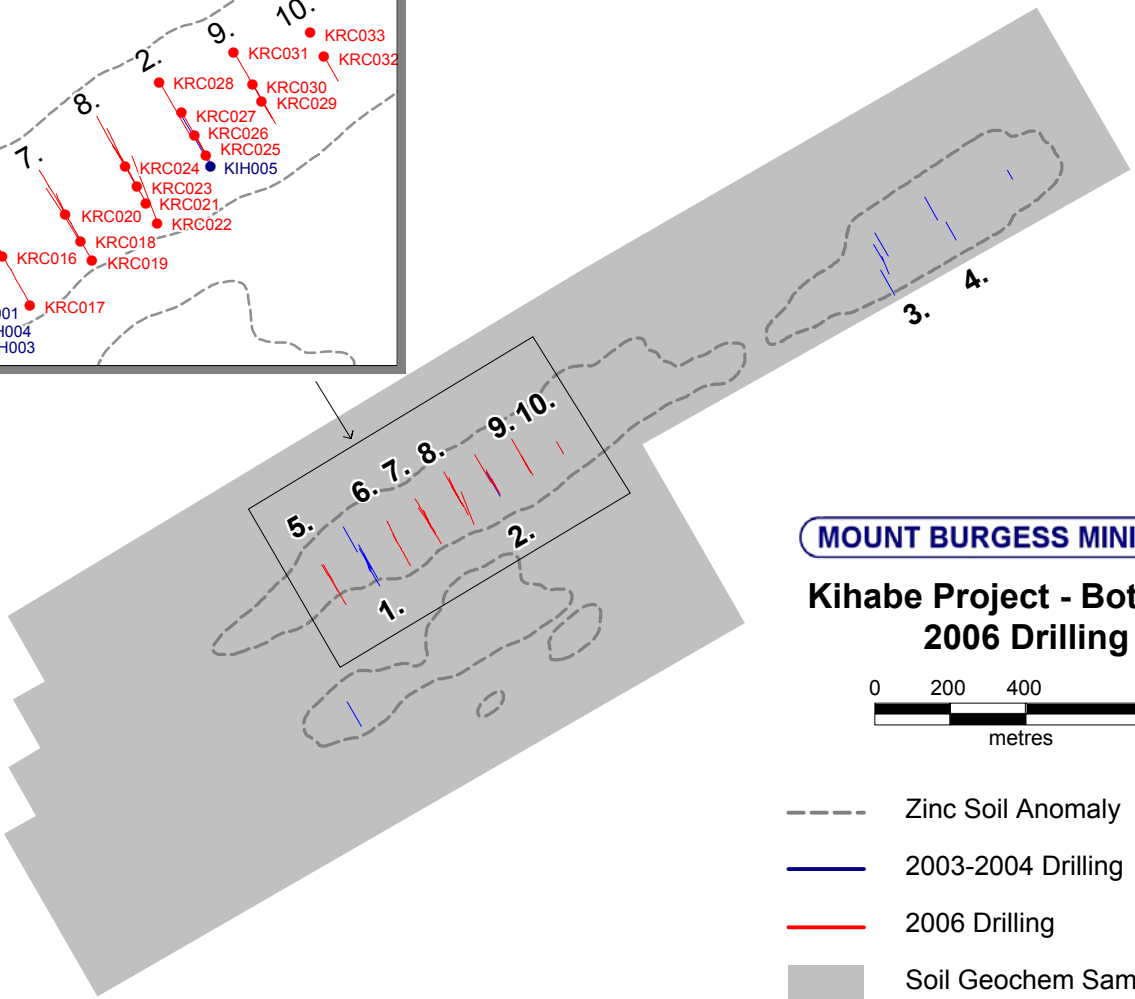 10.
KRC033
9.
KRC031
KRC032
2.
KRC028
KRC030
KRC029
8.
KRC027
KRC026
KRC025
KIH005
7.
KRC024
KRC023
KRC021
KRC020
KRC022
KRC018
KRC016
KRC019
KRC017
001
H004
H003
4.
3.
9. 10.
8.
7.
6.
5.
2.
1.
MOUNT BURGESS MINI
Kihabe Project - Bot
2006 Drilling
0 200 400
metres
Zinc Soil Anomaly
2003-2004 Drilling
2006 Drilling
Soil Geochem Sam